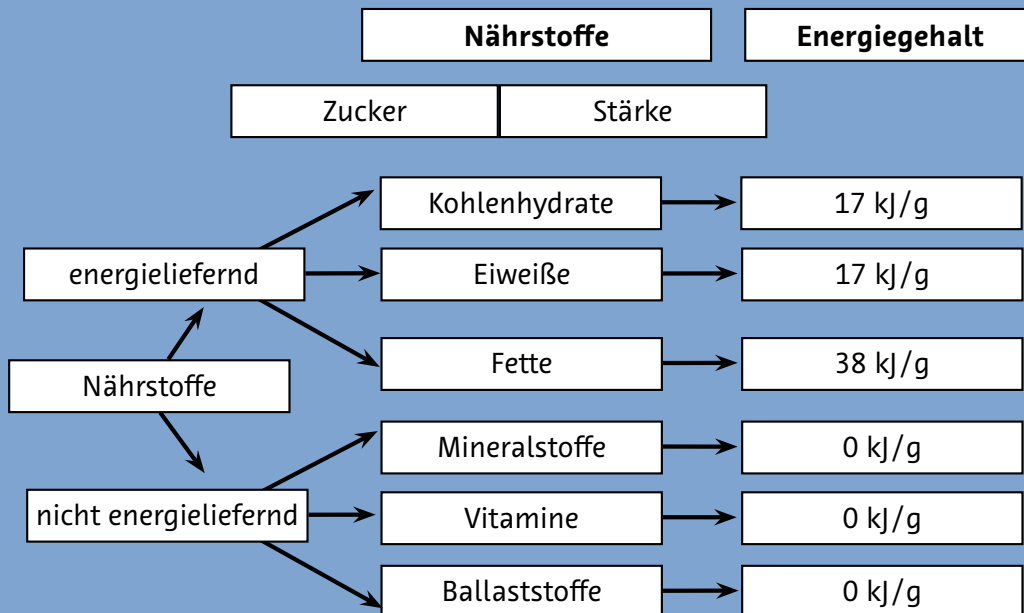 Nährstoffe
Energiegehalt
Zucker
Stärke
Kohlenhydrate
17 kJ/g
energieliefernd
Eiweiße
17 kJ/g
Fette
38 kJ/g
Nährstoffe
Mineralstoffe
0 kJ/g
nicht energieliefernd
Vitamine
0 kJ/g
Ballaststoffe
0 kJ/g